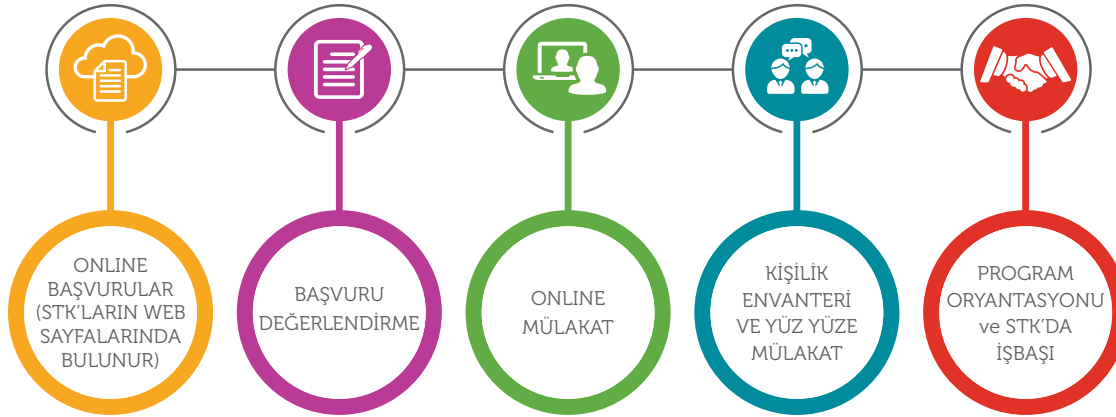 ONLINE
BAŞVURULAR
(STK'LARIN WEB
SAYFALARINDA
BULUNUR)
BAŞVURU
DEĞERLENDİRME
ONLINE
MÜLAKAT
KİŞİLİK
ENVANTERİ
VE YÜZ YÜZE
MÜLAKAT
PROGRAM
ORYANTASYONU
ve STK'DA
İŞBAŞI